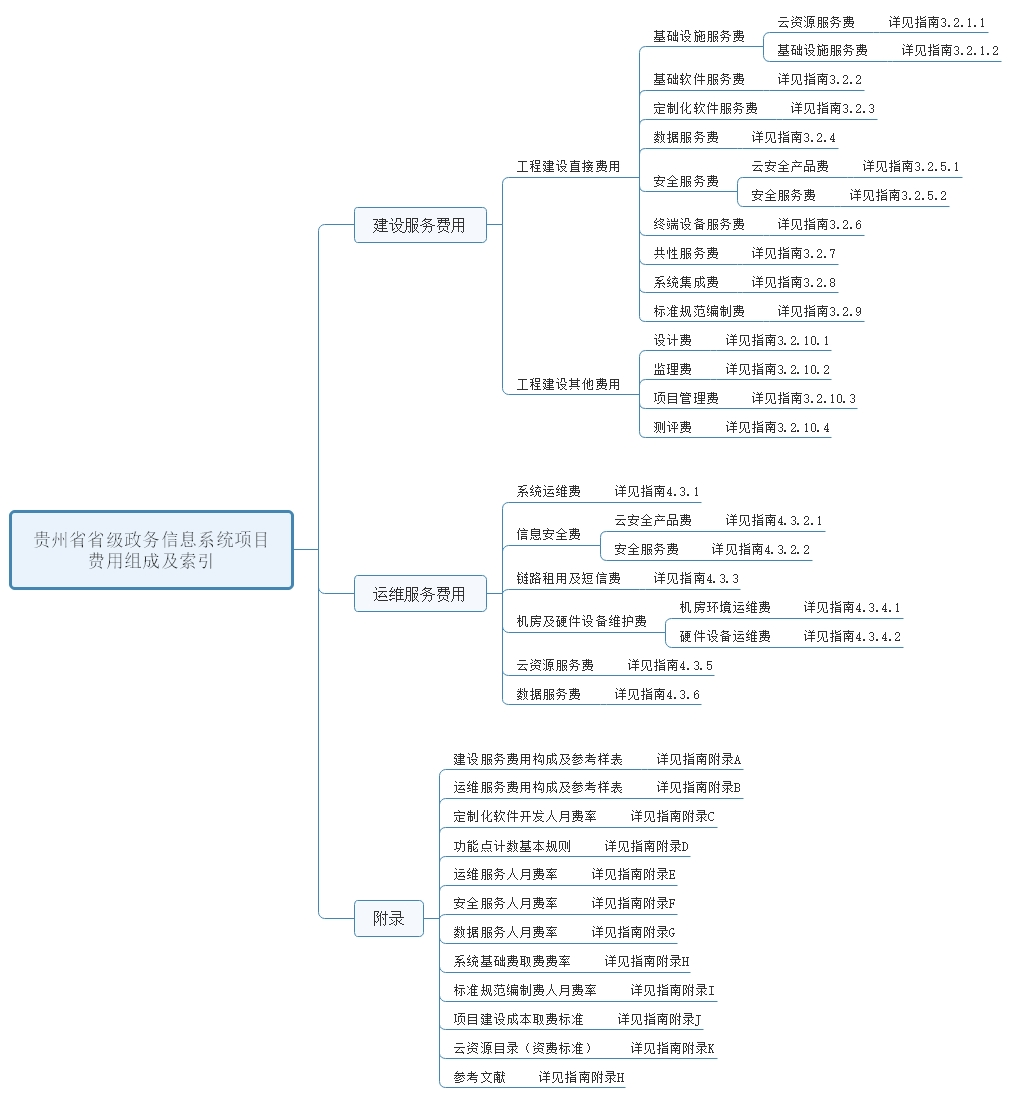 贵州省省级政务信息系统项目
费用组成及索引
建设服务费用
工程建设直接费用
基础设施服务费
云资源服务费 详见指南3.2.1.1
基础设施服务费 详见指南3.2.1.2
基础软件服务费 详见指南3.2.2
定制化软件服务费 详见指南3.2.3
数据服务费 详见指南3.2.4
安全服务费
云安全产品费 详见指南3.2.5.1
安全服务费 详见指南3.2.5.2
终端设备服务费 详见指南3.2.6
共性服务费 详见指南3.2.7
系统集成费 详见指南3.2.8
标准规范编制费 详见指南3.2.9
工程建设其他费用
设计费 详见指南3.2.10.1
监理费 详见指南3.2.10.2
项目管理费 详见指南3.2.10.3
测评费 详见指南3.2.10.4
运维服务费用
系统运维费 详见指南4.3.1
信息安全费
云安全产品费 详见指南4.3.2.1
安全服务费 详见指南4.3.2.2
链路租用及短信费 详见指南4.3.3
机房及硬件设备维护费
机房环境运维费 详见指南4.3.4.1
硬件设备运维费 详见指南4.3.4.2
云资源服务费 详见指南4.3.5
数据服务费 详见指南4.3.6
附录
建设服务费用构成及参考样表 详见指南附录A
运维服务费用构成及参考样表 详见指南附录B
定制化软件开发人月费率 详见指南附录C
功能点计数基本规则 详见指南附录D
运维服务人月费率 详见指南附录E
安全服务人月费率 详见指南附录F
数据服务人月费率 详见指南附录G
系统基础费取费费率 详见指南附录H
标准规范编制费人月费率 详见指南附录I
项目建设成本取费标准 详见指南附录J
云资源目录（资费标准） 详见指南附录K
参考文献 详见指南附录H